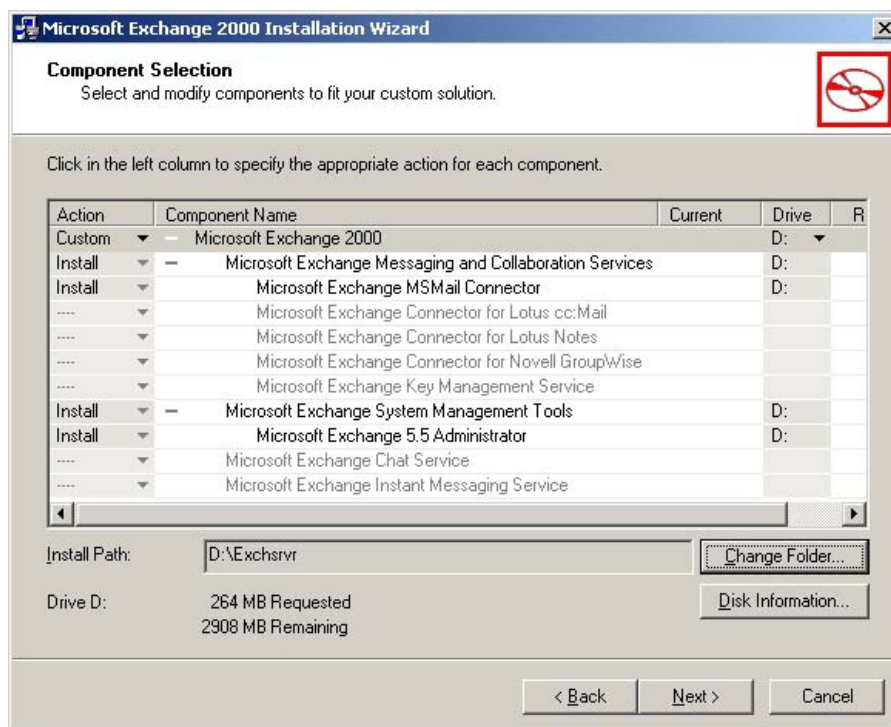 Microsoft Exchange 2000 Installation Wizard
Component Selection
Select and modify components to fit your custom solution.
Click in the left column to specify the appropriate action for each component.
Action Component Name Current Drive R
Custom Microsoft Exchange 2000 D:
Install Microsoft Exchange Messaging and Collaboration Services D:
Install Microsoft Exchange MSMail Connector D:
---- Microsoft Exchange Connector for Lotus cc:Mail
---- Microsoft Exchange Connector for Lotus Notes
---- Microsoft Exchange Connector for Novell GroupWise
---- Microsoft Exchange Key Management Service
Install Microsoft Exchange System Management Tools D:
Install Microsoft Exchange 5.5 Administrator D:
---- Microsoft Exchange Chat Service
---- Microsoft Exchange Instant Messaging Service
Install Path: D:\Exchsrvr Change Folder...
Drive D: 264 MB Requested Disk Information...
2908 MB Remaining
< Back Next > Cancel